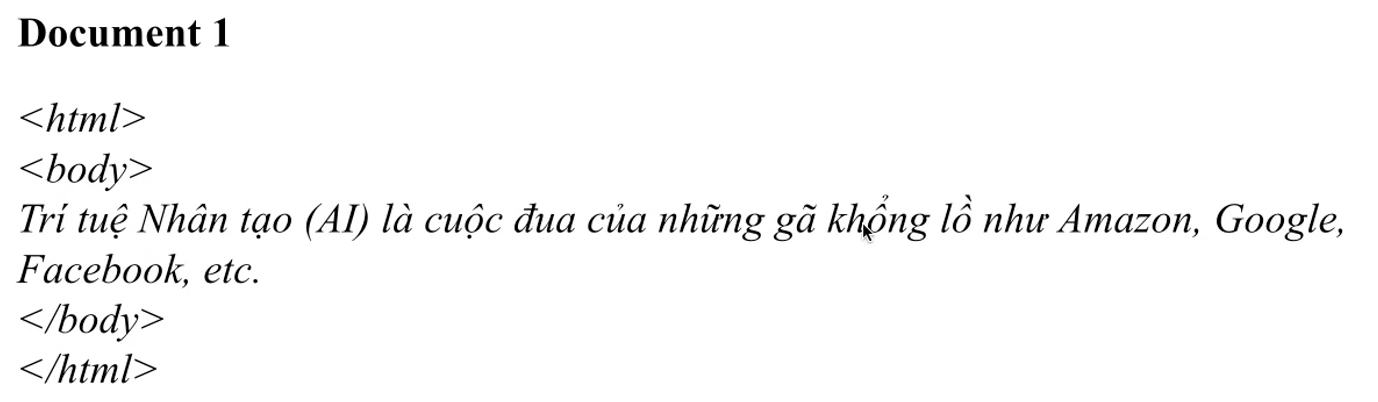 Document 1
<html>
<body>
Trí tuệ Nhân tạo (AI) là cuộc đua của những gã khổng lồ như Amazon, Google,
Facebook, etc.
</body>
</html>